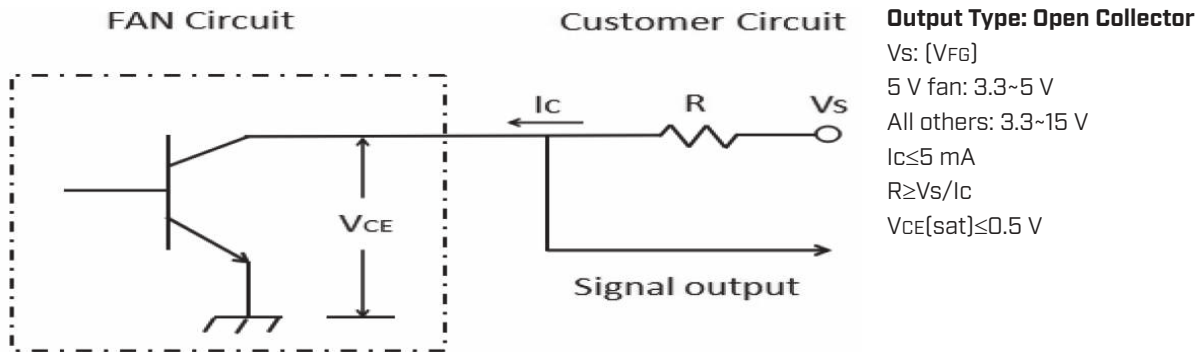 FAN Circuit
Customer Circuit
Ic
R
Vs
VCE
Signal output
Output Type: Open Collector
Vs: (VFG)
5 V fan: 3.3~5 V
All others: 3.3~15 V
Ic≤5 mA
R≥Vs/Ic
VCE(sat)≤0.5 V